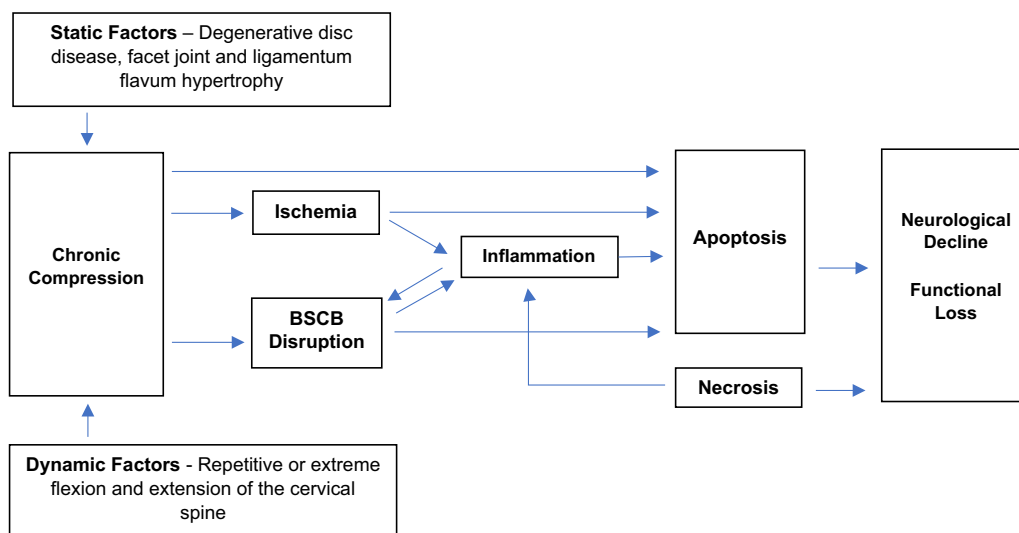 Static Factors – Degenerative disc
disease, facet joint and ligamentum
flavum hypertrophy
Chronic
Compression
Ischemia
BSCB
Disruption
Inflammation
Apoptosis
Necrosis
Neurological
Decline
Functional
Loss
Dynamic Factors - Repetitive or extreme
flexion and extension of the cervical
spine